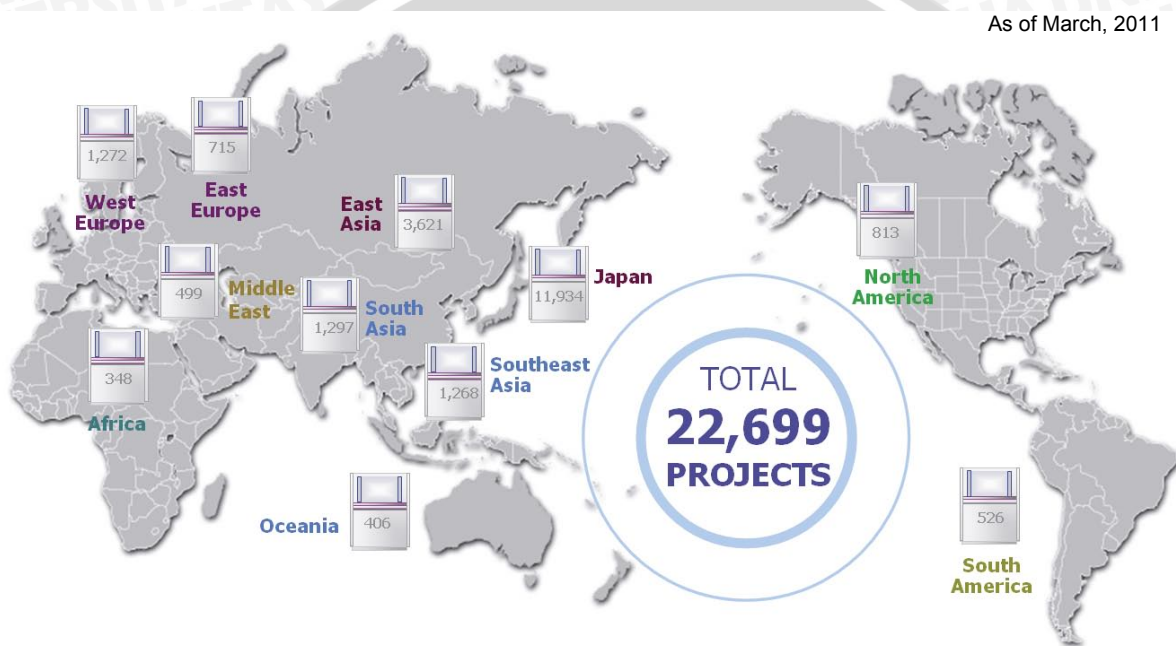 As of March, 2011
1,272
West
Europe
715
East
Europe
East
Asia
3,621
813
North
America
499
Middle
East
1,297
South
Asia
11,934
Japan
348
Africa
1,268
Southeast
Asia
TOTAL
22,699
PROJECTS
Oceania
406
526
South
America